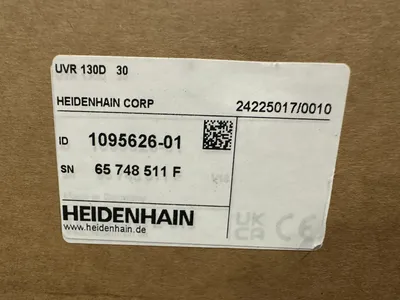 UVR 130D 30
HEIDENHAIN CORP 24225017/0010
ID 1095626-01
SN 65 748 511 F
HEIDENHAIN
www.heidenhain.de
UK
CA
CE